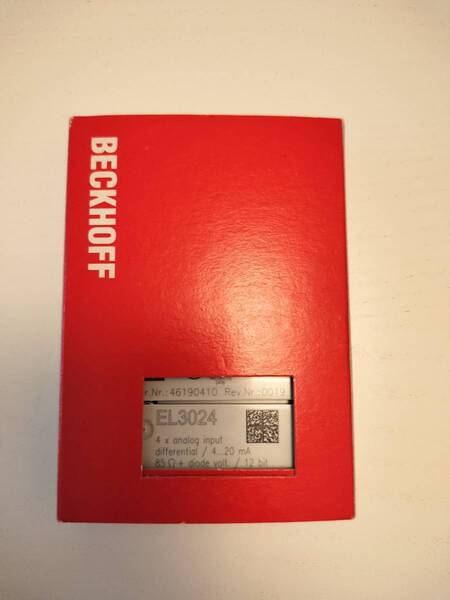 BECKHOFF
r.Nr.:46190410 Rev.Nr.:0019
EL3024
4 x analog input
differential / 4...20 mA
85 Ω + diode volt. / 12 bit